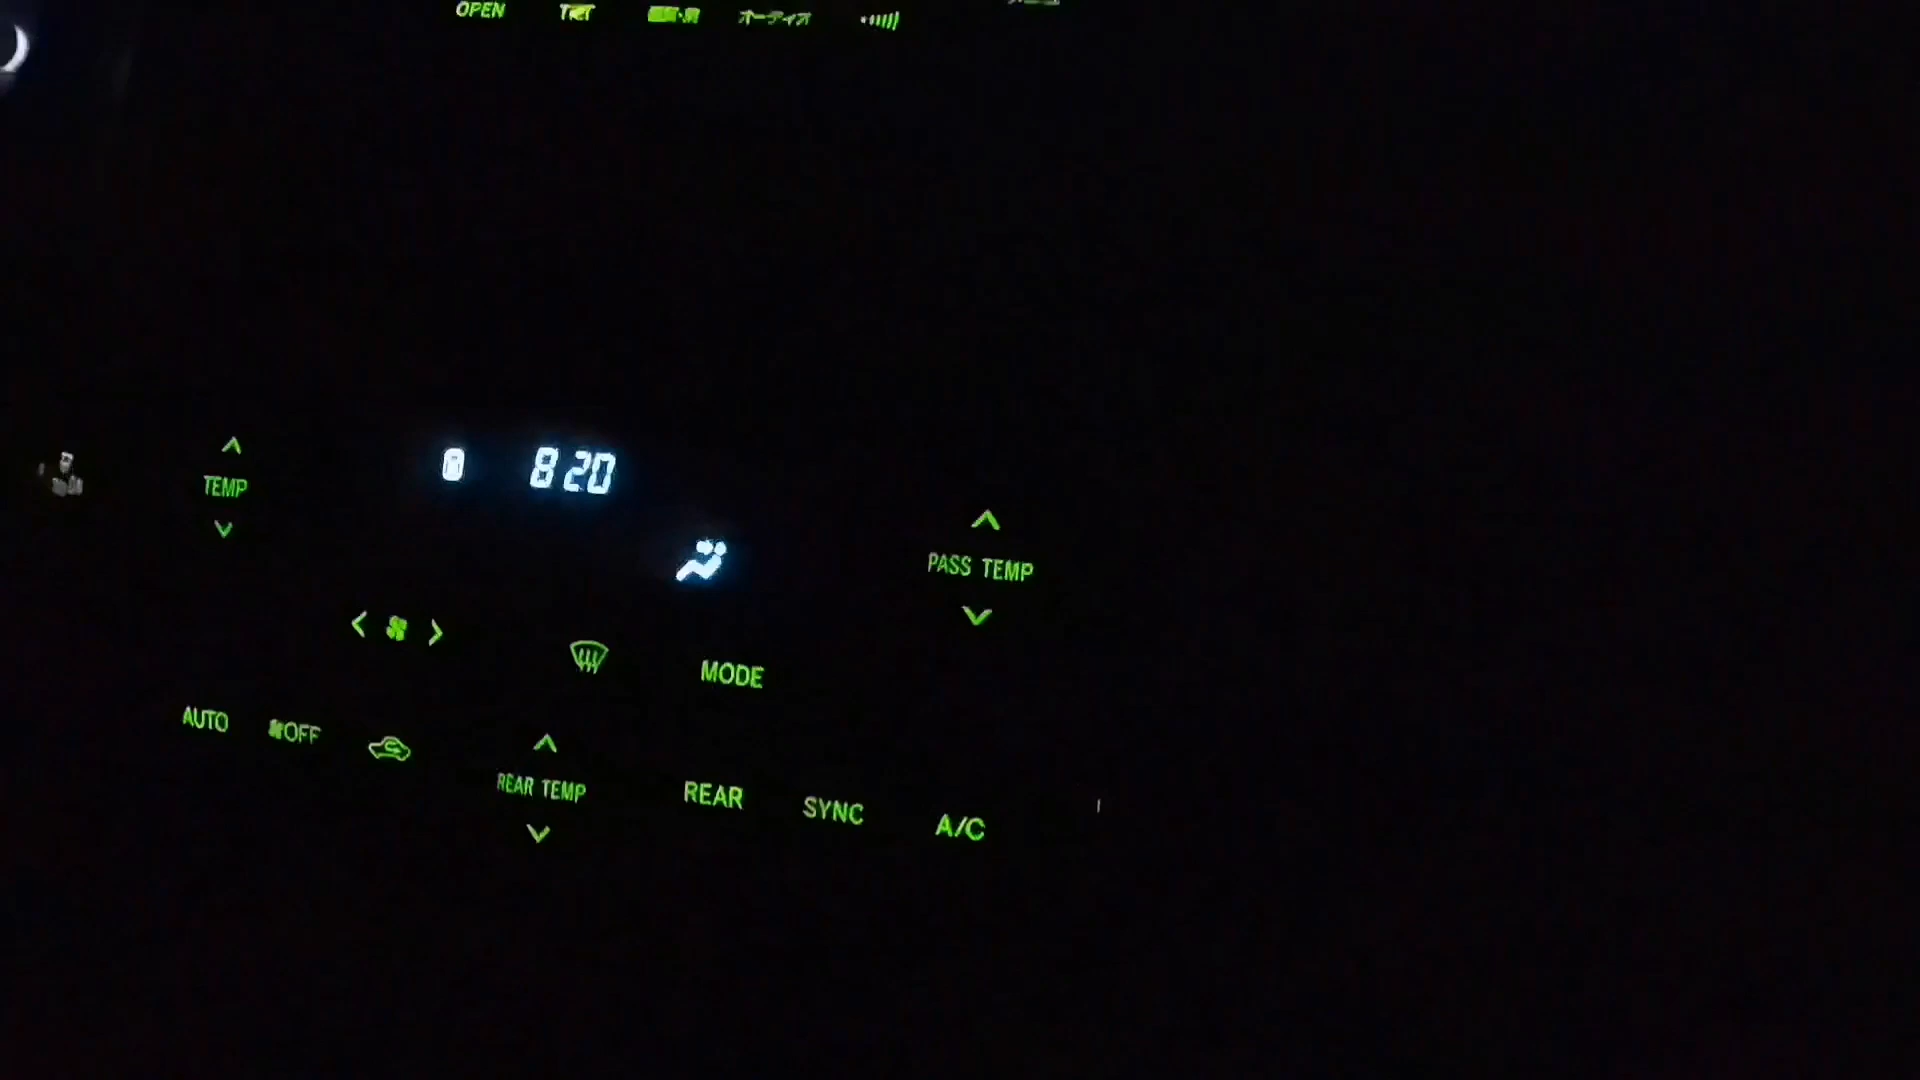 OPEN オーディオ
TEMP
8 20
PASS TEMP
MODE
AUTO OFF
REAR TEMP
REAR SYNC A/C